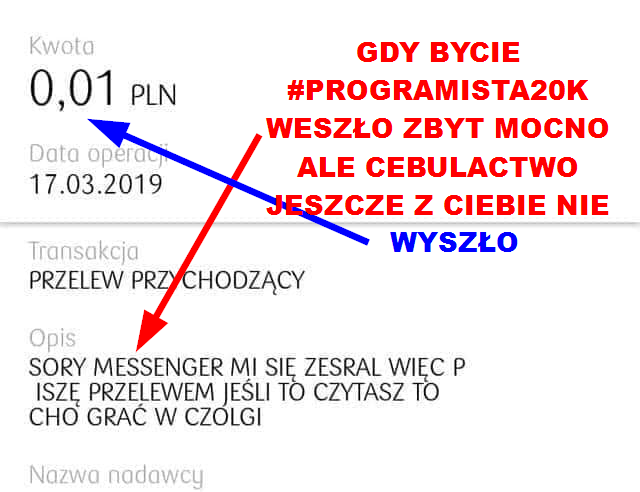 Kwota
0,01 PLN
Data operacji
17.03.2019
GDY BYCIE
#PROGRAMISTA20K
WESZŁO ZBYT MOCNO
ALE CEBULACTWO
JESZCZE Z CIEBIE NIE
WYSZŁO
Transakcja
PRZELEW PRZYCHODZĄCY
Opis
SORY MESSENGER MI SIĘ ZESRAL WIĘC P
ISZĘ PRZELEWEM JEŚLI TO CZYTASZ TO
CHO GRAĆ W CZOLGI
Nazwa nadawcy